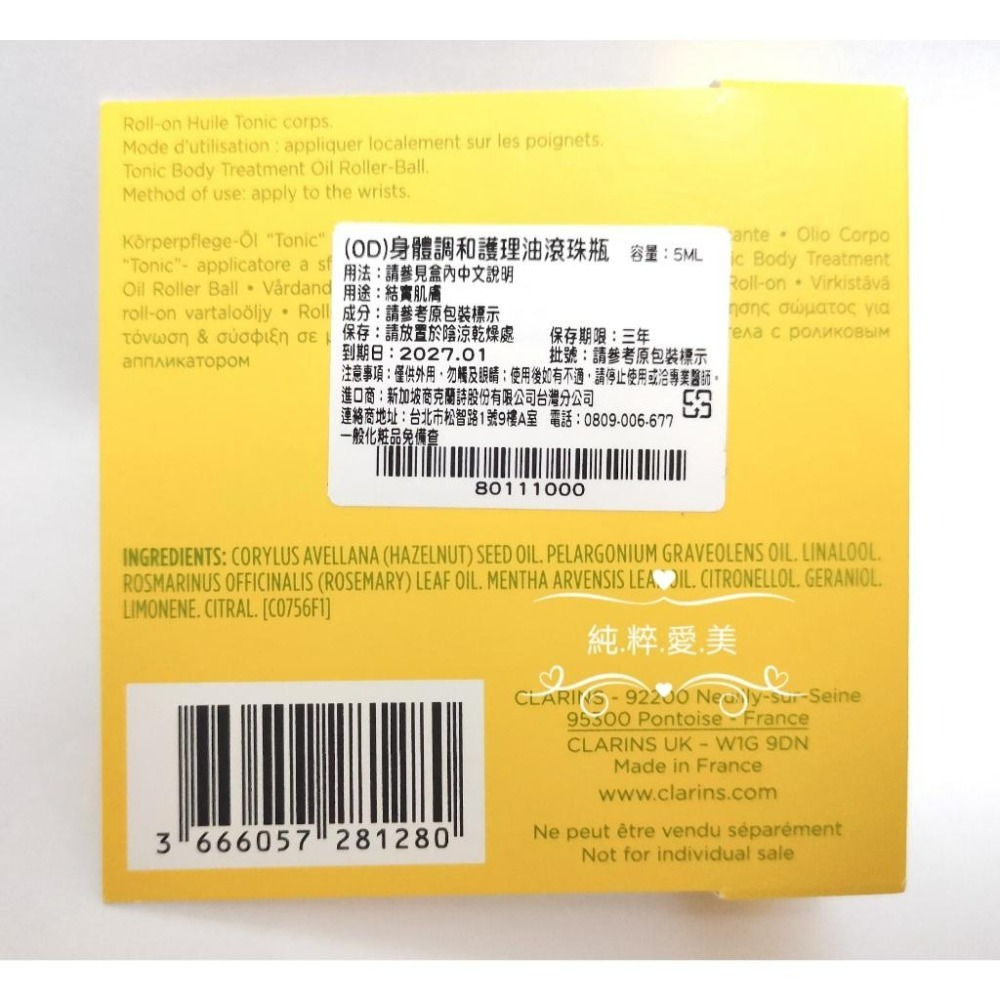 Roll-on Huile Tonic corps.
Mode d'utilisation : appliquer localement sur les poignets.
Tonic Body Treatment Oil Roller-Ball.
Method of use: apply to the wrists.
Körperpflege-Öl "Tonic"
"Tonic"- applicatore a
Oil Roller Ball •
roll-on vartaloöljy •
τόνωση & σύσφιξη σε
аппликатором
• Olio Corpo
Body Treatment
Roll-on • Virkistävä
σώματος για
с роликовым
(OD)身體調和護理油滾珠瓶 容量：5ML
用法：請參見盒內中文說明
用途：結實肌膚
成分：請參考原包裝標示
保存：請放置於陰涼乾燥處 保存期限：三年
到期日：2027.01 批號：請參考原包裝標示
注意事項：僅供外用，勿觸及眼睛；使用後如有不適，請停止使用或洽專業醫師。
進口商：新加坡商克蘭詩股份有限公司台灣分公司
連絡商地址：台北市松智路1號9樓A室 電話：0809-006-677
一般化粧品免備查
80111000
INGREDIENTS: CORYLUS AVELLANA (HAZELNUT) SEED OIL. PELARGONIUM GRAVEOLENS OIL. LINALOOL.
ROSMARINUS OFFICINALIS (ROSEMARY) LEAF OIL. MENTHA ARVENSIS LEAF OIL. CITRONELLOL. GERANIOL.
LIMONENE. CITRAL. [C0756F1]
純.粹.愛.美
CLARINS - 92200 Neuilly-sur-Seine
95300 Pontoise - France
CLARINS UK - W1G 9DN
Made in France
www.clarins.com
Ne peut être vendu séparément
Not for individual sale
3 666057 281280